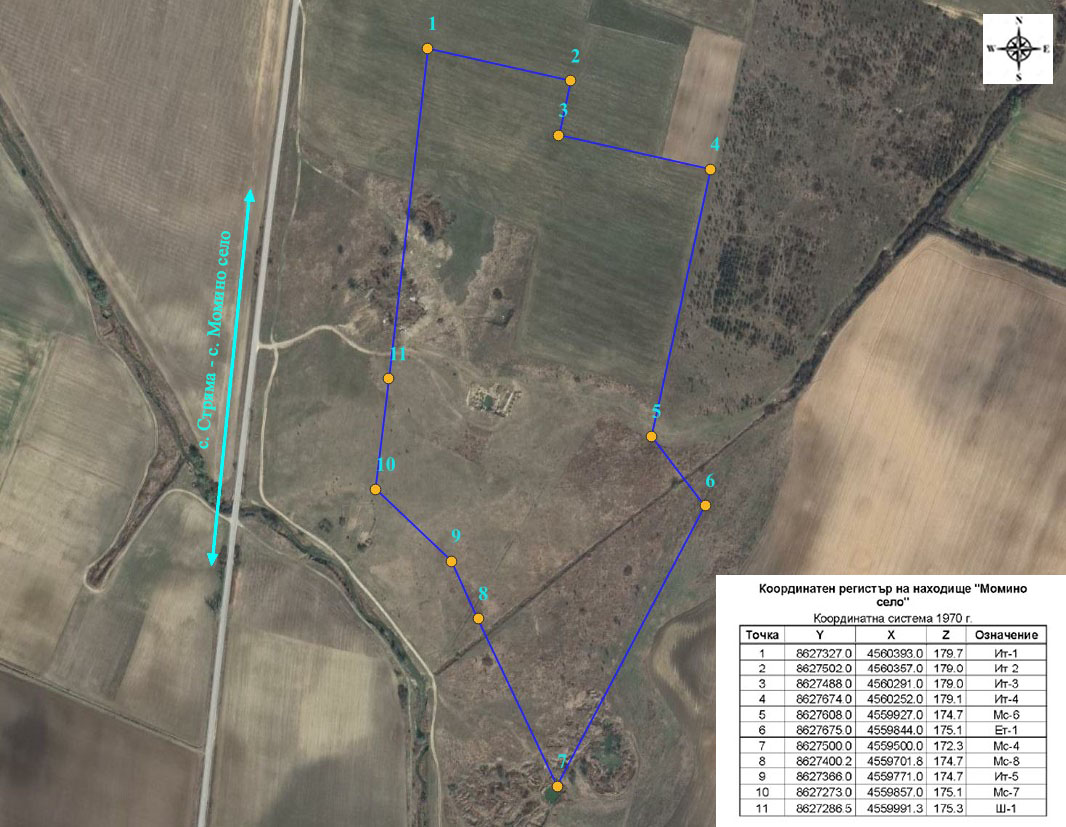 1
N
W E
S
2
3
4
с. Стряма - с. Момино село
11
5
10
6
9
8
7
Координатен регистър на находище "Момино
село"
Координатна система 1970 г.
Точка Y X Z Означение
1 8627327.0 4560393.0 179.7 Ит-1
2 8627502.0 4560357.0 179.0 Ит 2
3 8627488.0 4560291.0 179.0 Ит-3
4 8627674.0 4560252.0 179.1 Ит-4
5 8627608.0 4559927.0 174.7 Мс-6
6 8627675.0 4559844.0 175.1 Ет-1
7 8627500.0 4559500.0 172.3 Мс-4
8 8627400.2 4559701.8 174.7 Мс-8
9 8627366.0 4559771.0 174.7 Ит-5
10 8627273.0 4559857.0 175.1 Мс-7
11 8627286.5 4559991.3 175.3 Ш-1